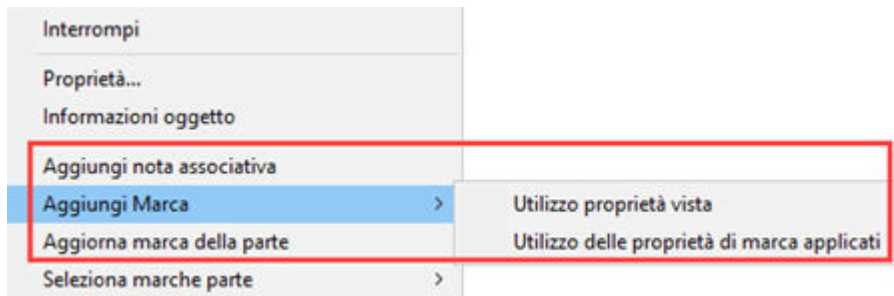 Interrompi
Proprietà...
Informazioni oggetto
Aggiungi nota associativa
Aggiungi Marca >
Utilizzo proprietà vista
Aggiorna marca della parte
Utilizzo delle proprietà di marca applicati
Seleziona marche parte >